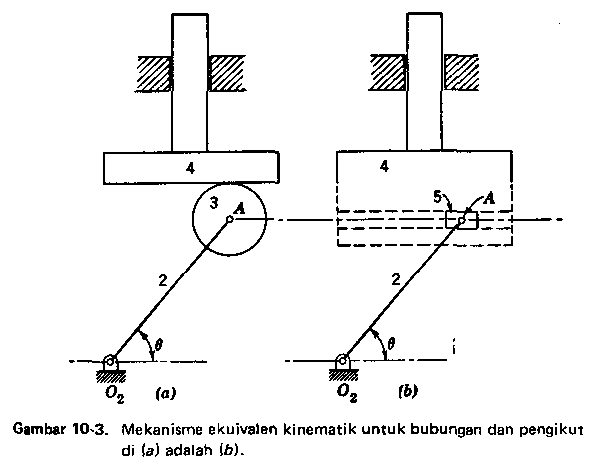 4
3
A
2
θ
O2
(a)
4
5
A
2
θ
O2
(b)
Gambar 10-3. Mekanisme ekuivalen kinematik untuk bubungan dan pengikut
di (a) adalah (b).